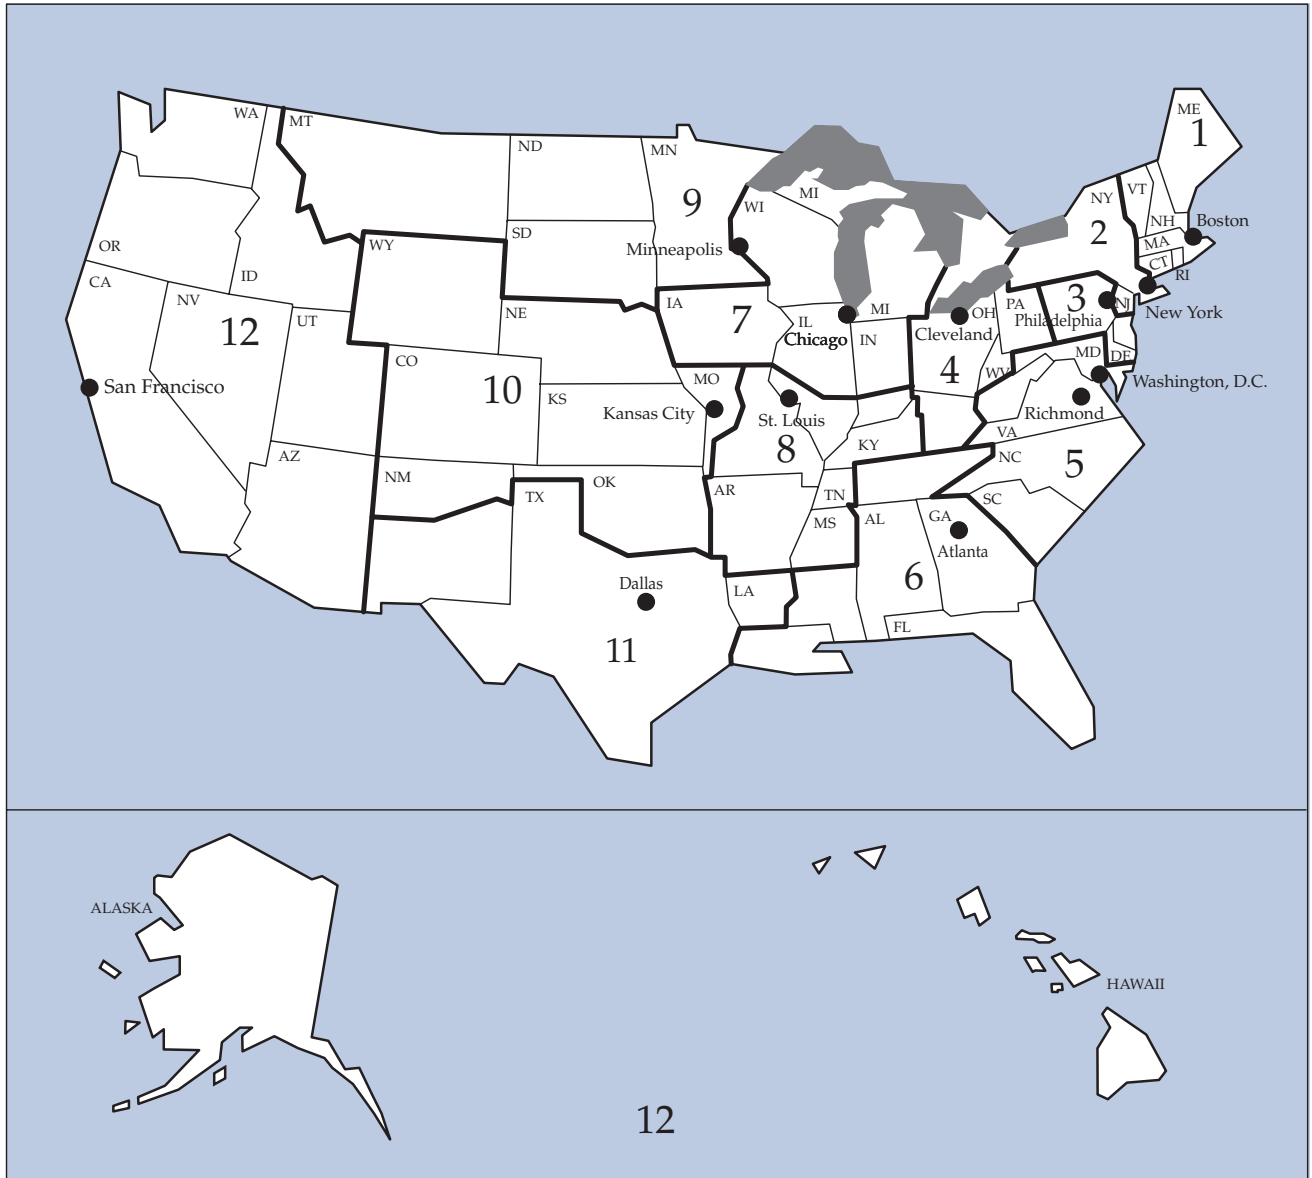 ME
1
WA
MT
ND
MN
WI
MI
NY
VT
9
2
NH
Boston
MA
CT
RI
OR
WY
SD
Minneapolis
ID
CA
NV
UT
NE
IA
7
IL
Chicago
MI
IN
OH
Cleveland
PA
3
Philadelphia
NJ
New York
12
CO
10
KS
MO
Kansas City
St. Louis
8
KY
4
WV
MD
DE
Washington, D.C.
Richmond
VA
San Francisco
AZ
NM
TX
OK
AR
TN
MS
AL
GA
Atlanta
NC
SC
5
6
Dallas
LA
FL
11
ALASKA
HAWAII
12